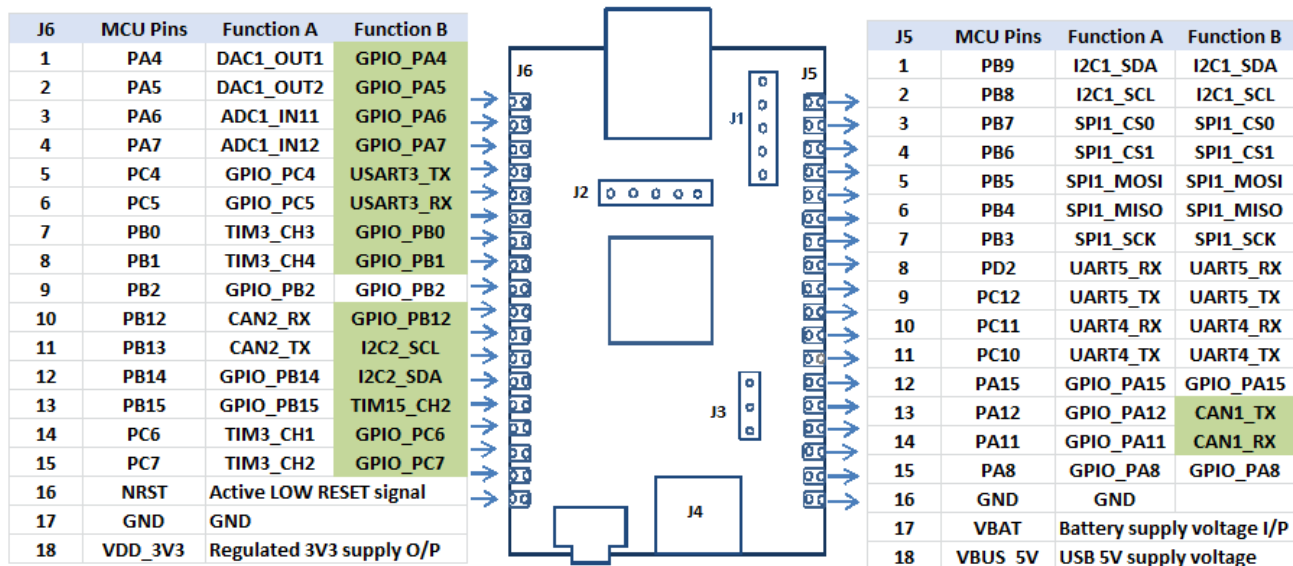 J6 MCU Pins Function A Function B
1 PA4 DAC1_OUT1 GPIO_PA4
2 PA5 DAC1_OUT2 GPIO_PA5
3 PA6 ADC1_IN11 GPIO_PA6
4 PA7 ADC1_IN12 GPIO_PA7
5 PC4 GPIO_PC4 USART3_TX
6 PC5 GPIO_PC5 USART3_RX
7 PB0 TIM3_CH3 GPIO_PB0
8 PB1 TIM3_CH4 GPIO_PB1
9 PB2 GPIO_PB2 GPIO_PB2
10 PB12 CAN2_RX GPIO_PB12
11 PB13 CAN2_TX I2C2_SCL
12 PB14 GPIO_PB14 I2C2_SDA
13 PB15 GPIO_PB15 TIM15_CH2
14 PC6 TIM3_CH1 GPIO_PC6
15 PC7 TIM3_CH2 GPIO_PC7
16 NRST Active LOW RESET signal
17 GND GND
18 VDD_3V3 Regulated 3V3 supply O/P
J6
J5
J1
J2
J3
J4
J5 MCU Pins Function A Function B
1 PB9 I2C1_SDA I2C1_SDA
2 PB8 I2C1_SCL I2C1_SCL
3 PB7 SPI1_CS0 SPI1_CS0
4 PB6 SPI1_CS1 SPI1_CS1
5 PB5 SPI1_MOSI SPI1_MOSI
6 PB4 SPI1_MISO SPI1_MISO
7 PB3 SPI1_SCK SPI1_SCK
8 PD2 UART5_RX UART5_RX
9 PC12 UART5_TX UART5_TX
10 PC11 UART4_RX UART4_RX
11 PC10 UART4_TX UART4_TX
12 PA15 GPIO_PA15 GPIO_PA15
13 PA12 GPIO_PA12 CAN1_TX
14 PA11 GPIO_PA11 CAN1_RX
15 PA8 GPIO_PA8 GPIO_PA8
16 GND GND
17 VBAT Battery supply voltage I/P
18 VBUS_5V USB 5V supply voltage